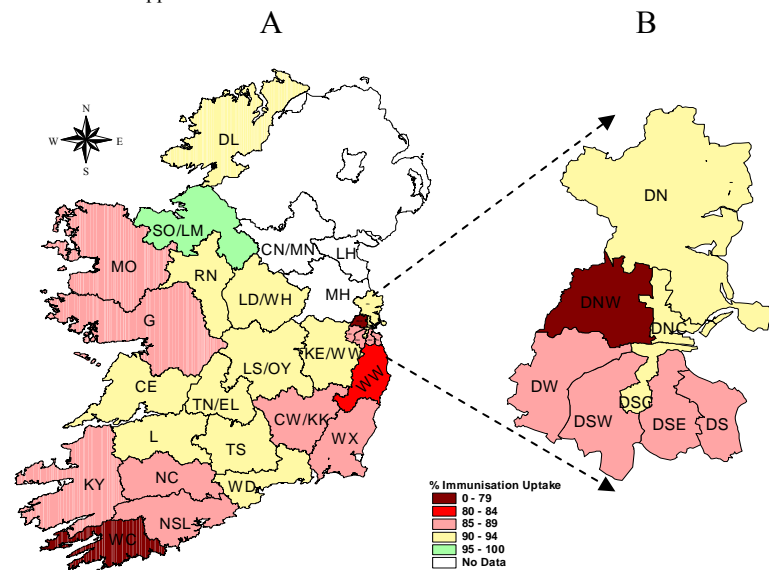 A
B
N
W
E
S
DL
SO/LM
MO
RN
CN/MN
LH
LD/WH
MH
G
KE/WW
LS/OY
WW
CE
TN/EL
CW/KK
L
TS
WX
KY
NC
WD
NSL
WC
DN
DNW
DNC
DW
DSC
DSW
DSE
DS
% Immunisation Uptake
0 - 79
80 - 84
85 - 89
90 - 94
95 - 100
No Data